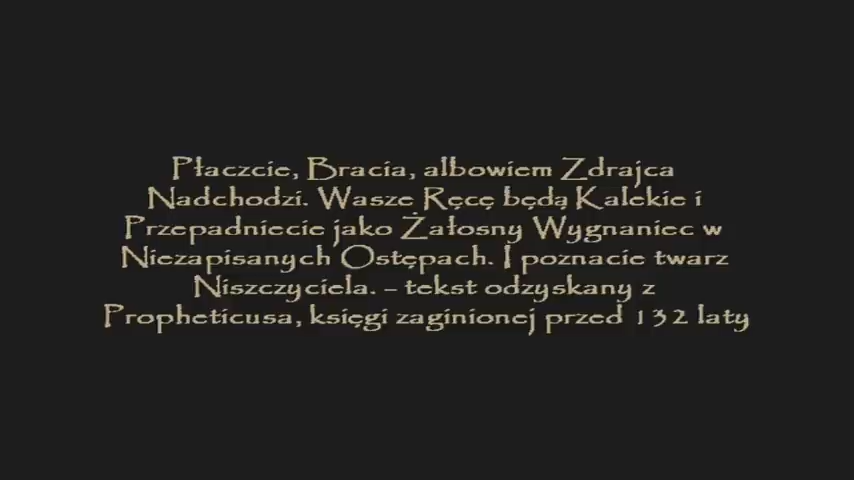 Płaczcie, Bracia, albowiem Zdrajca
Nadchodzi. Wasze Ręcę będą Kalekie i
Przepadniecie jako Żałosny Wygnaniec w
Niezapisanych Ostępach. I poznacie twarz
Niszczyciela. - tekst odzyskany z
Propheticusa, księgi zaginionej przed 132 laty